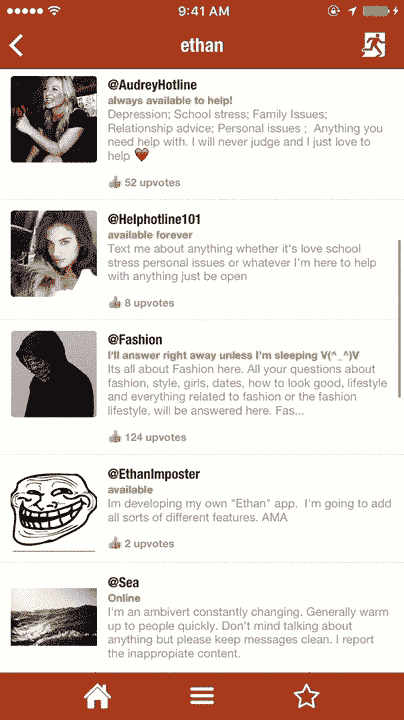 9:41 AM
ethan
@AudreyHotline
always available to help!
Depression; School stress; Family Issues;
Relationship advice; Personal issues ; Anything you
need help with. I will never judge and I just love to
help ❤️
👍 52 upvotes
@Helphotline101
available forever
Text me about anything whether it's love school
stress personal issues or whatever I'm here to help
with anything just be open
👍 8 upvotes
@Fashion
I'll answer right away unless I'm sleeping ¥(^_^)¥
Its all about Fashion here. All your questions about
fashion, style, girls, dates, how to look good, lifestyle
and everything related to fashion or the fashion
lifestyle, will be answered here. Fas...
👍 124 upvotes
@EthanImposter
available
Im developing my own "Ethan" app. I'm going to add
all sorts of different features. AMA
👍 2 upvotes
@Sea
Online
I'm an ambivert constantly changing. Generally warm
up to people quickly. Don't mind talking about
anything but please keep messages clean. I report
the inappropiate content.